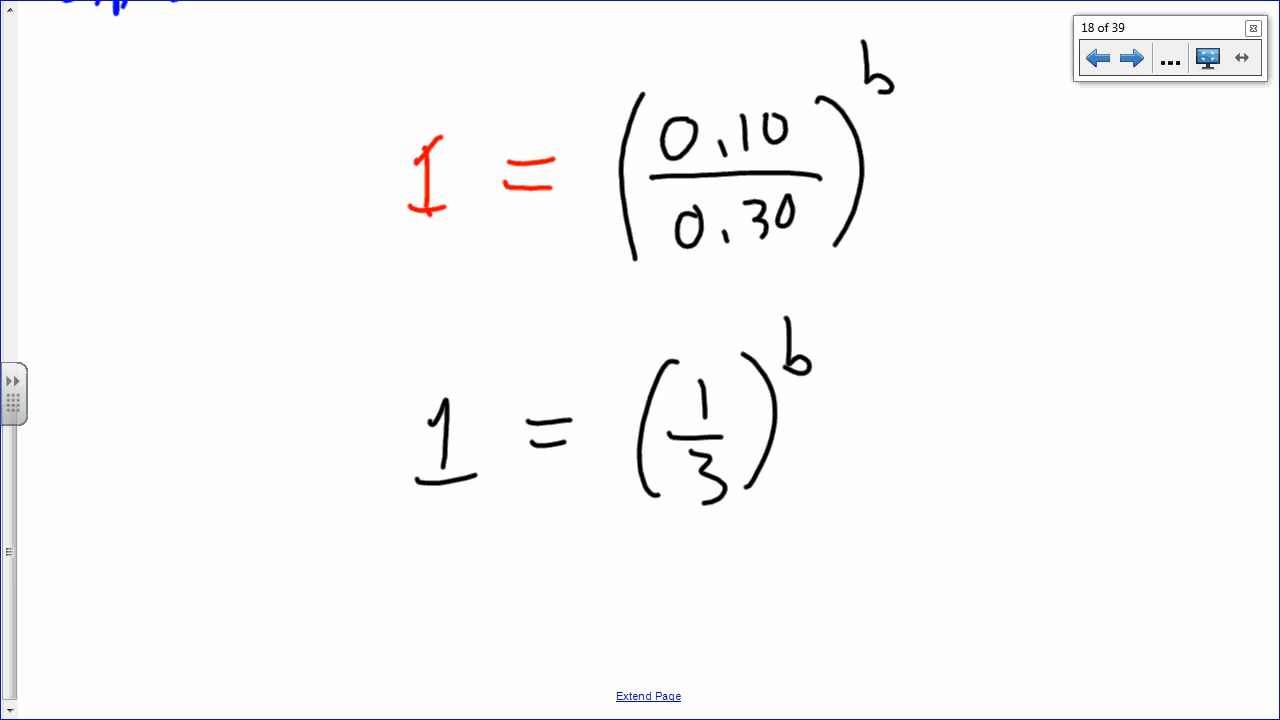 18 of 39
1 = (0.10/0.30)^b
1 = (1/3)^b
Extend Page